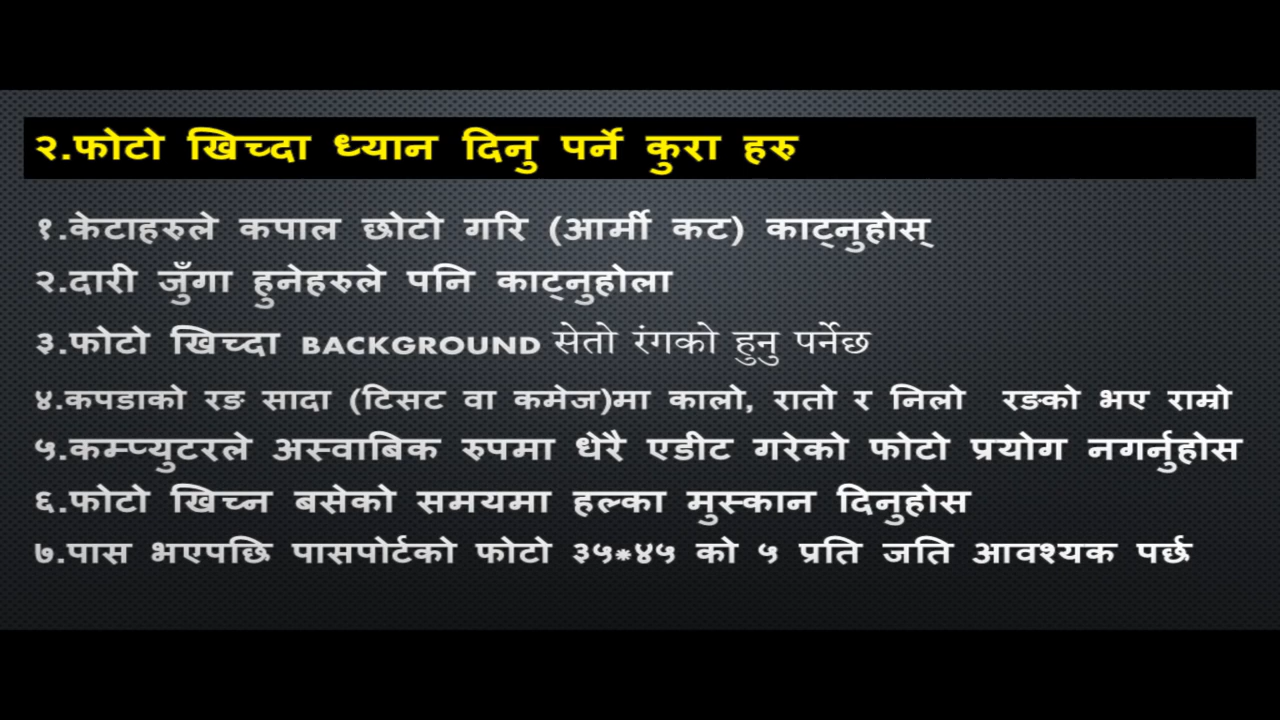 २.फोटो खिच्दा ध्यान दिनु पर्ने कुरा हरु
१.केटाहरुले कपाल छोटो गरि (आर्मी कट) काट्नुहोस्
२.दारी जुँगा हुनेहरुले पनि काट्नुहोला
३.फोटो खिच्दा BACKGROUND सेतो रंगको हुनु पर्नेछ
४.कपडाको रङ सादा (टिसट वा कमेज)मा कालो, रातो र निलो रङको भए राम्रो
५.कम्प्युटरले अस्वाबिक रुपमा धेरै एडीट गरेको फोटो प्रयोग नगर्नुहोस
६.फोटो खिच्न बसेको समयमा हल्का मुस्कान दिनुहोस
७.पास भएपछि पासपोर्टको फोटो ३५*४५ को ५ प्रति जति आवश्यक पर्छ